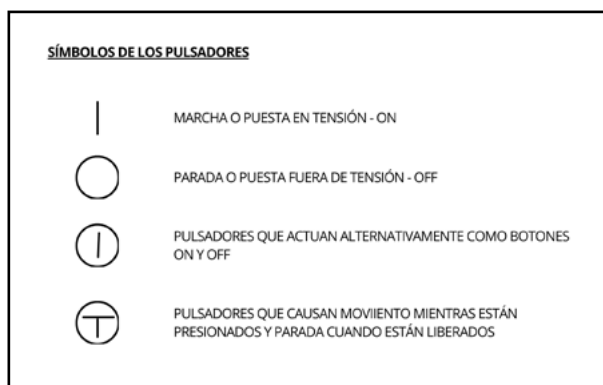 SÍMBOLOS DE LOS PULSADORES
MARCHA O PUESTA EN TENSIÓN - ON
PARADA O PUESTA FUERA DE TENSIÓN - OFF
PULSADORES QUE ACTUAN ALTERNATIVAMENTE COMO BOTONES
ON Y OFF
PULSADORES QUE CAUSAN MOVIIENTO MIENTRAS ESTÁN
PRESIONADOS Y PARADA CUANDO ESTÁN LIBERADOS